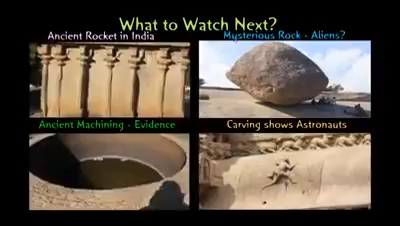 What to Watch Next?
Ancient Rocket in India
Mysterious Rock - Aliens?
Ancient Machining - Evidence
Carving shows Astronauts